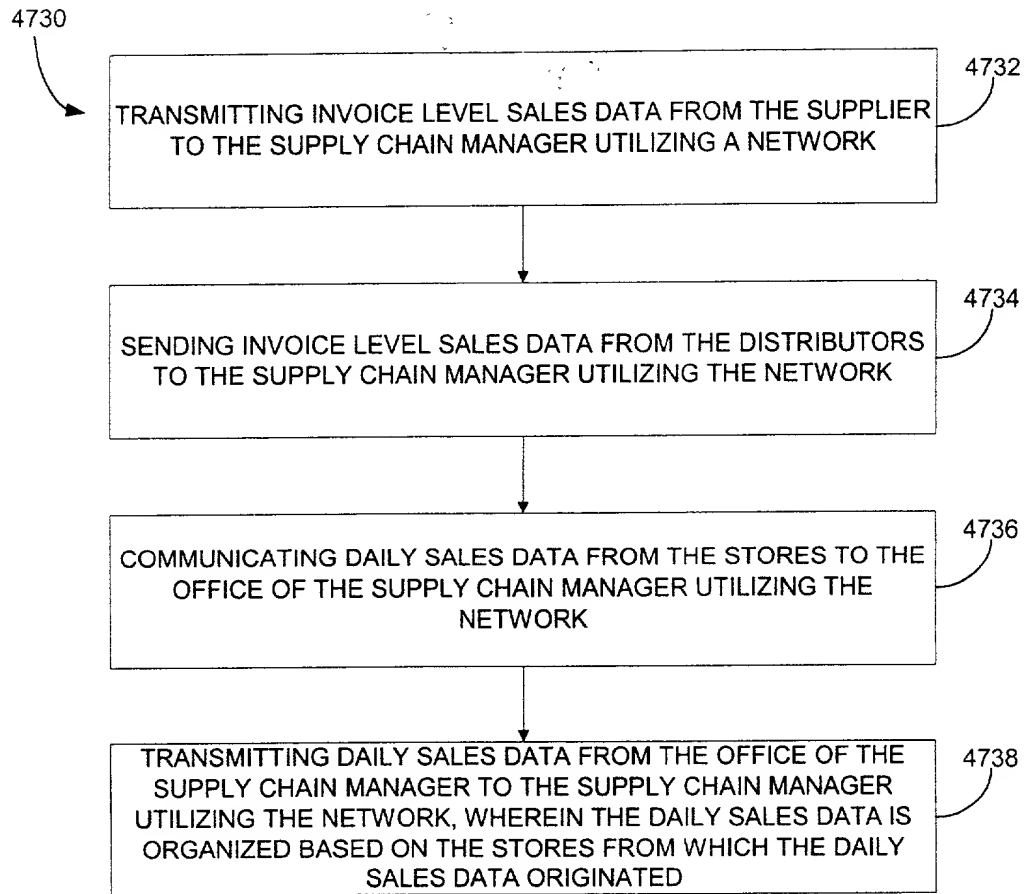 4730
4732
TRANSMITTING INVOICE LEVEL SALES DATA FROM THE SUPPLIER
TO THE SUPPLY CHAIN MANAGER UTILIZING A NETWORK
4734
SENDING INVOICE LEVEL SALES DATA FROM THE DISTRIBUTORS
TO THE SUPPLY CHAIN MANAGER UTILIZING THE NETWORK
4736
COMMUNICATING DAILY SALES DATA FROM THE STORES TO THE
OFFICE OF THE SUPPLY CHAIN MANAGER UTILIZING THE
NETWORK
4738
TRANSMITTING DAILY SALES DATA FROM THE OFFICE OF THE
SUPPLY CHAIN MANAGER TO THE SUPPLY CHAIN MANAGER
UTILIZING THE NETWORK, WHEREIN THE DAILY SALES DATA IS
ORGANIZED BASED ON THE STORES FROM WHICH THE DAILY
SALES DATA ORIGINATED